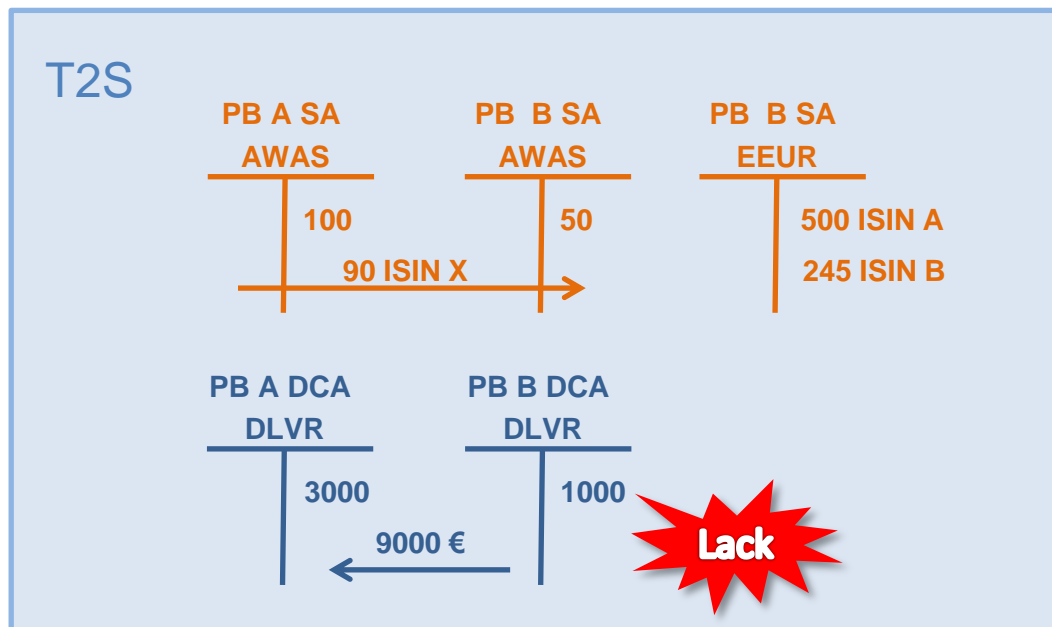 T2S
PB A SA
AWAS
PB B SA
AWAS
PB B SA
EEUR
100
50
500 ISIN A
90 ISIN X
245 ISIN B
PB A DCA
DLVR
PB B DCA
DLVR
3000
1000
9000 €
Lack